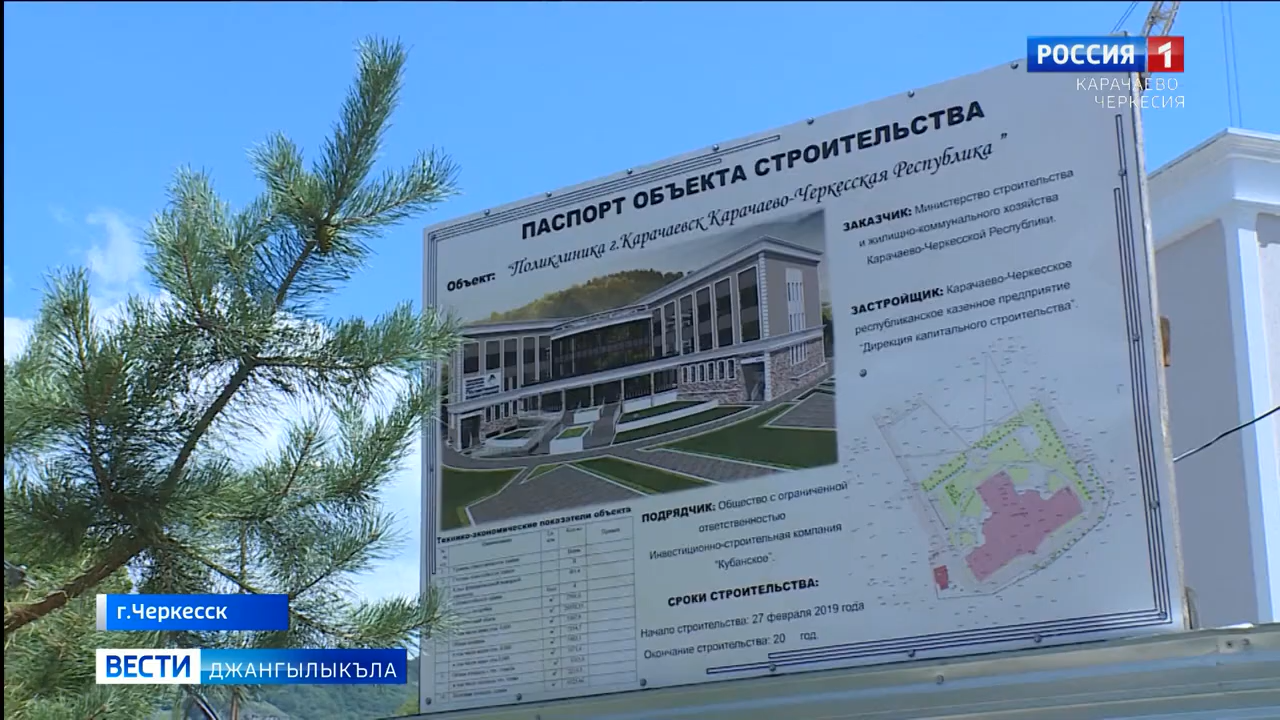 РОССИЯ 1
КАРАЧАЕВО
ЧЕРКЕСИЯ
ПАСПОРТ ОБЪЕКТА СТРОИТЕЛЬСТВА
Объект: "Поликлиника г.Карачаевск Карачаево-Черкесская Республика"
ЗАКАЗЧИК: Министерство строительства
и жилищно-коммунального хозяйства
Карачаево-Черкесской Республики.
ЗАСТРОЙЩИК: Карачаево-Черкесское
республиканское казенное предприятие
"Дирекция капитального строительства".
Технико-экономические показатели объекта
ПОДРЯДЧИК: Общество с ограниченной
ответственностью
Инвестиционно-строительная компания
"Кубанское".
СРОКИ СТРОИТЕЛЬСТВА:
Начало строительства: 27 февраля 2019 года
Окончание строительства: 20 год
г.Черкесск
ВЕСТИ ДЖАНГЫЛЫКЪЛА